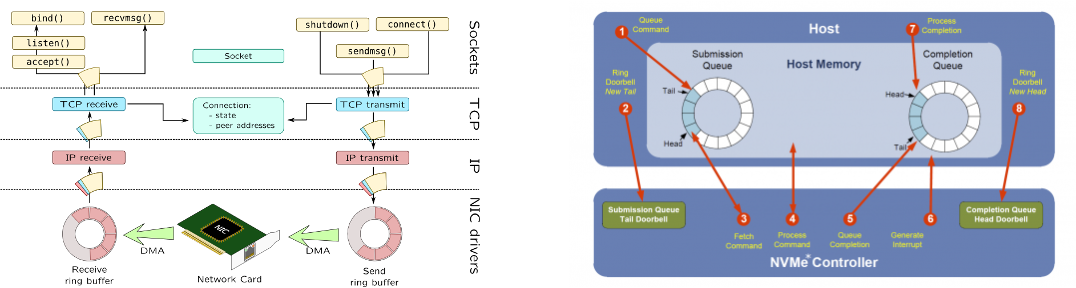 bind()
recvmsg()
listen()
accept()
shutdown()
connect()
sendmsg()
Socket
Sockets
TCP receive
Connection:
- state
- peer addresses
TCP transmit
TCP
IP receive
IP transmit
IP
NIC
DMA
DMA
NIC drivers
Receive
ring buffer
Network Card
Send
ring buffer
1
Queue
Command
Host
7
Process
Completion
Submission
Queue
Host Memory
Completion
Queue
Ring
Doorbell
New Tail
2
Tail
Head
Head
Tail
Ring
Doorbell
New Head
8
Submission Queue
Tail Doorbell
3
Fetch
Command
4
Process
Command
5
Queue
Completion
6
Generate
Interrupt
Completion Queue
Head Doorbell
NVMe® Controller